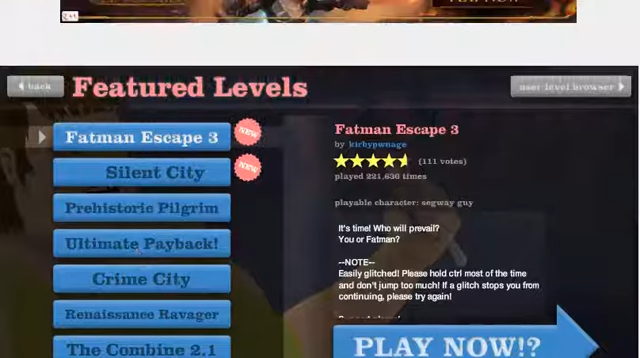 PLAY NOW
back
Featured Levels
user level browser
Fatman Escape 3
NEW
Silent City
NEW
Prehistoric Pilgrim
Ultimate Payback!
Crime City
Renaissance Ravager
The Combine 2.1
Fatman Escape 3
by kirbypwnage
(111 votes)
played 221,636 times
playable character: segway guy
It's time! Who will prevail?
You or Fatman?
--NOTE--
Easily glitched! Please hold ctrl most of the time
and don't jump too much! If a glitch stops you from
continuing, please try again!
PLAY NOW!?